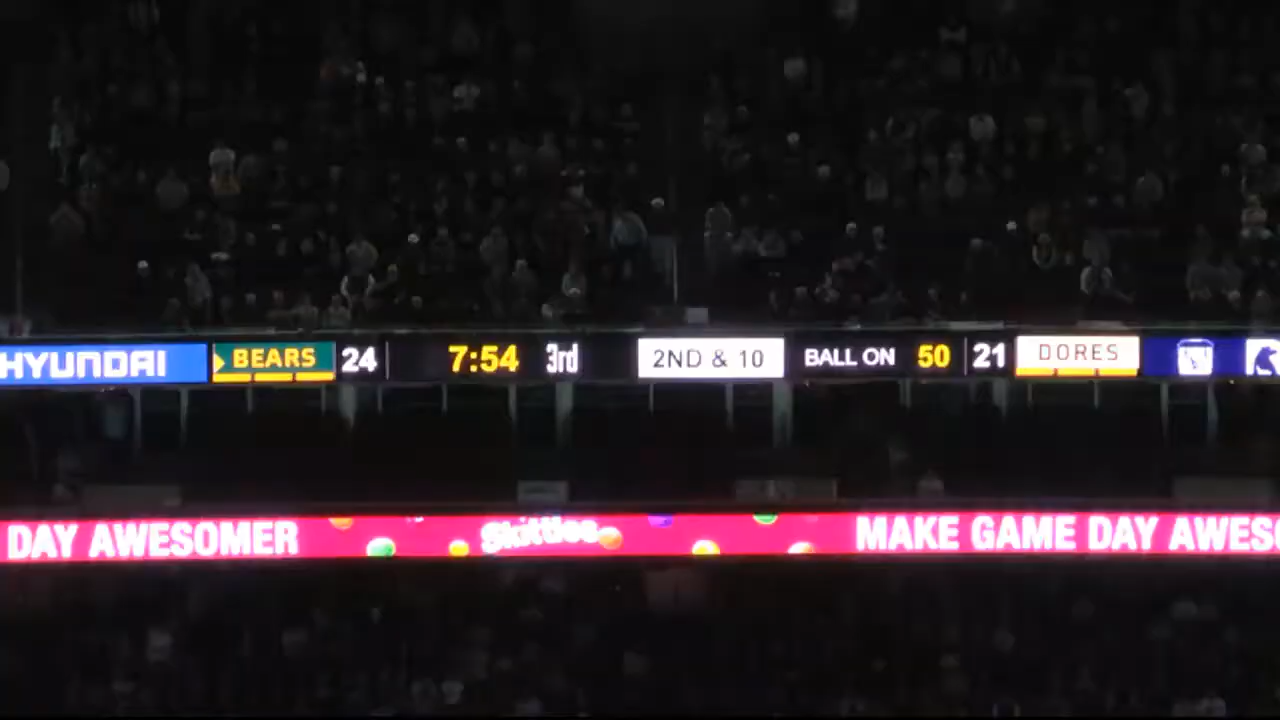 HYUNDAI BEARS 24 7:54 3rd 2ND & 10 BALL ON 50 21 DORES
DAY AWESOMER Skittles MAKE GAME DAY AWES